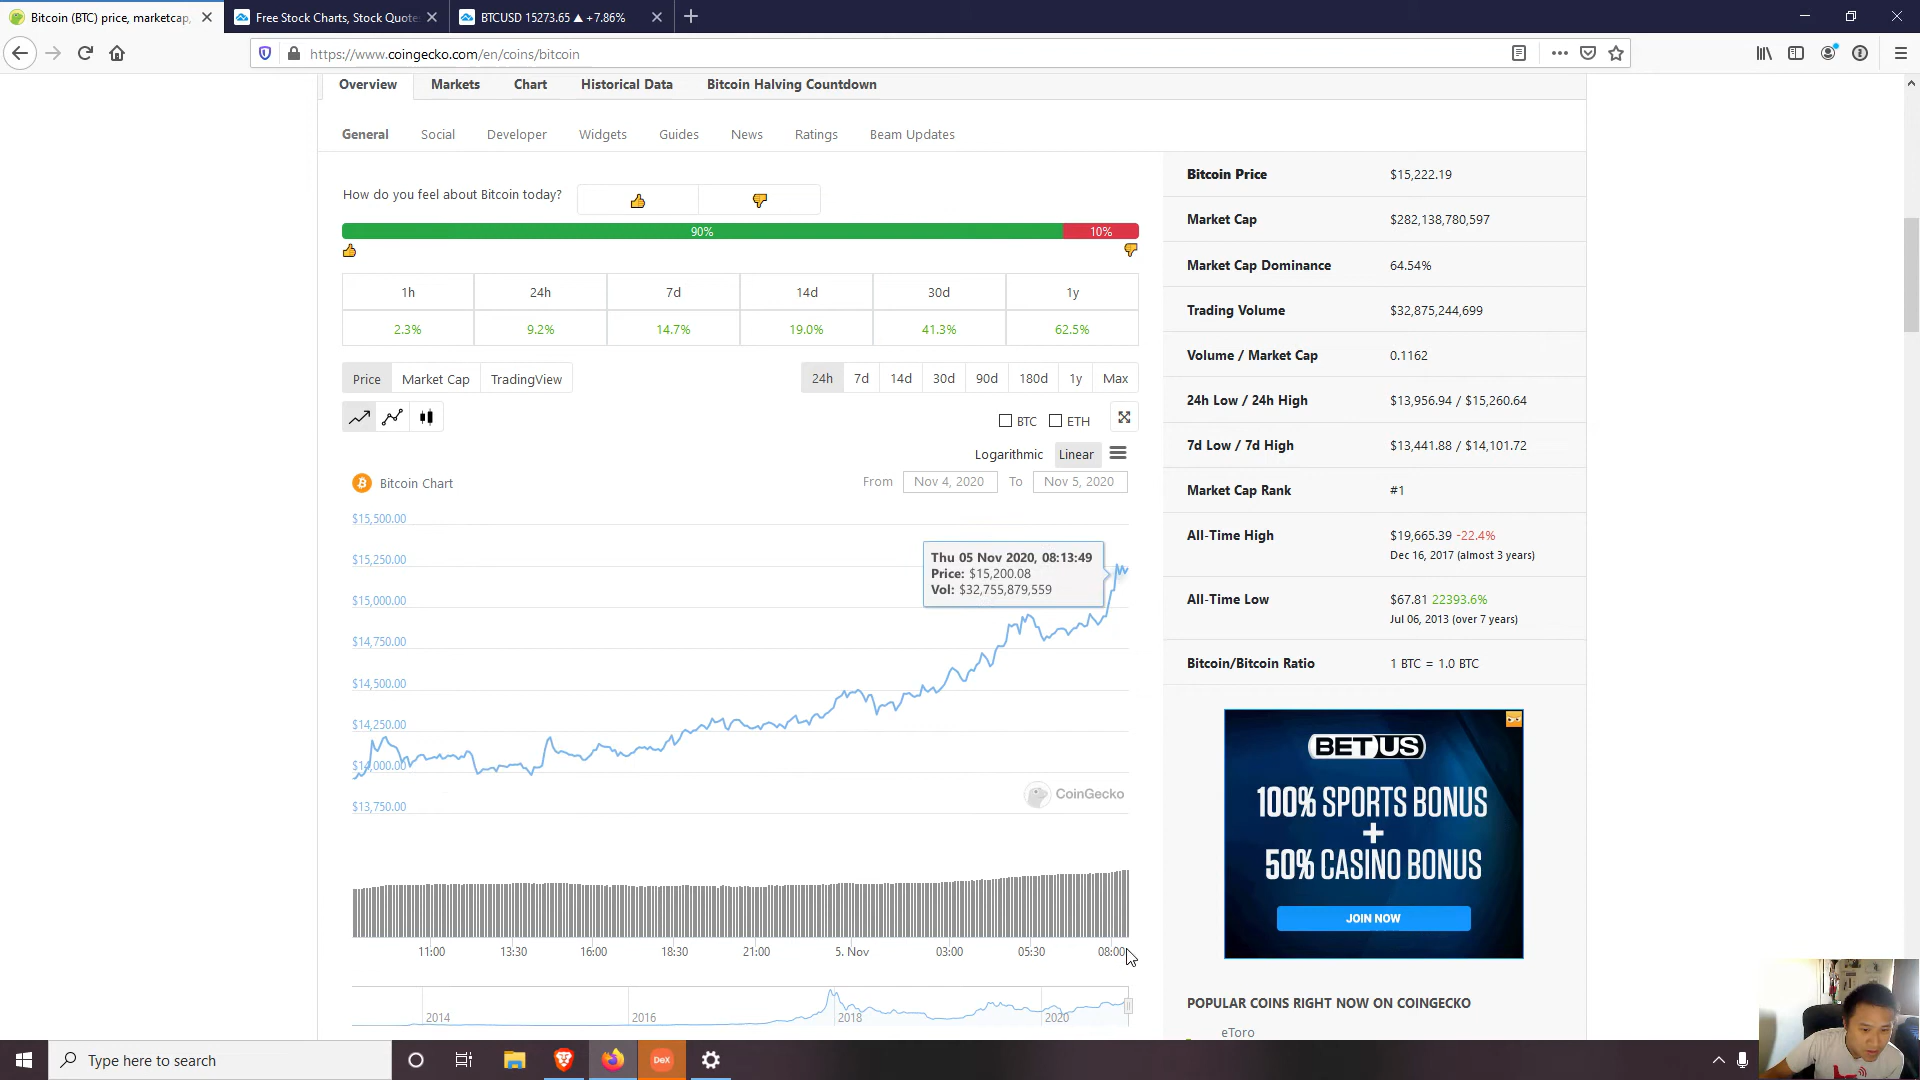 Bitcoin (BTC) price, marketcap,
Free Stock Charts, Stock Quote
BTCUSD 15273.65 ▲ +7.86%
https://www.coingecko.com/en/coins/bitcoin
Overview Markets Chart Historical Data Bitcoin Halving Countdown
General Social Developer Widgets Guides News Ratings Beam Updates
How do you feel about Bitcoin today?
90% 10%
1h 24h 7d 14d 30d 1y
2.3% 9.2% 14.7% 19.0% 41.3% 62.5%
Price Market Cap TradingView 24h 7d 14d 30d 90d 180d 1y Max
BTC ETH
Logarithmic Linear
Bitcoin Chart From Nov 4, 2020 To Nov 5, 2020
$15,500.00
$15,250.00
$15,000.00
$14,750.00
$14,500.00
$14,250.00
$14,000.00
$13,750.00
Thu 05 Nov 2020, 08:13:49
Price: $15,200.08
Vol: $32,755,879,559
CoinGecko
11:00 13:30 16:00 18:30 21:00 5. Nov 03:00 05:30 08:00
2014 2016 2018 2020
Bitcoin Price $15,222.19
Market Cap $282,138,780,597
Market Cap Dominance 64.54%
Trading Volume $32,875,244,699
Volume / Market Cap 0.1162
24h Low / 24h High $13,956.94 / $15,260.64
7d Low / 7d High $13,441.88 / $14,101.72
Market Cap Rank #1
All-Time High $19,665.39 -22.4%
Dec 16, 2017 (almost 3 years)
All-Time Low $67.81 22393.6%
Jul 06, 2013 (over 7 years)
Bitcoin/Bitcoin Ratio 1 BTC = 1.0 BTC
BETUS
100% SPORTS BONUS
+
50% CASINO BONUS
JOIN NOW
POPULAR COINS RIGHT NOW ON COINGECKO
eToro
Type here to search
DeX